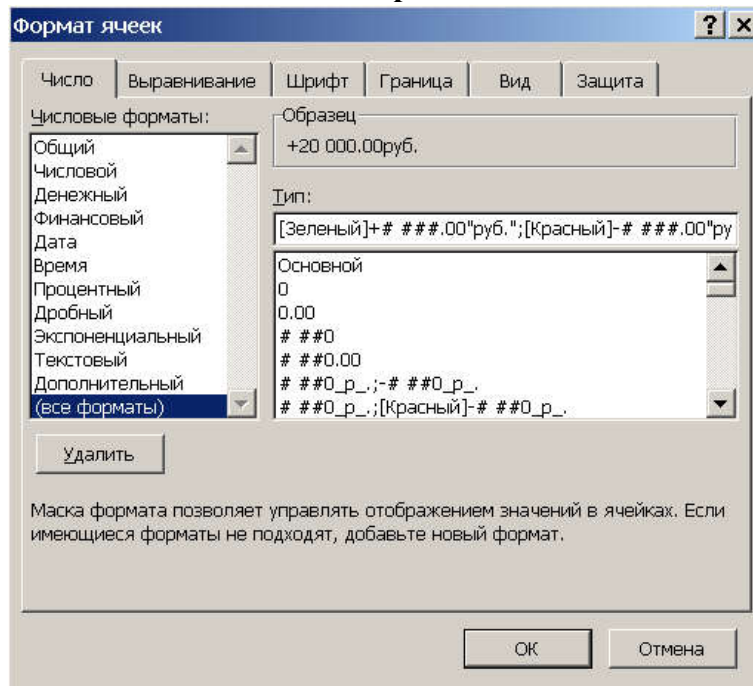 Формат ячеек
Число Выравнивание Шрифт Граница Вид Защита
Числовые форматы:
Общий
Числовой
Денежный
Финансовый
Дата
Время
Процентный
Дробный
Экспоненциальный
Текстовый
Дополнительный
(все форматы)
Образец
+20 000.00руб.
Тип:
[Зеленый]+# ###.00"руб.";[Красный]-# ###.00"ру
Основной
0
0.00
# ##0
# ##0.00
# ##0_р_.;-# ##0_р_.
# ##0_р_.;[Красный]-# ##0_р_.
Удалить
Маска формата позволяет управлять отображением значений в ячейках. Если
имеющиеся форматы не подходят, добавьте новый формат.
ОК Отмена